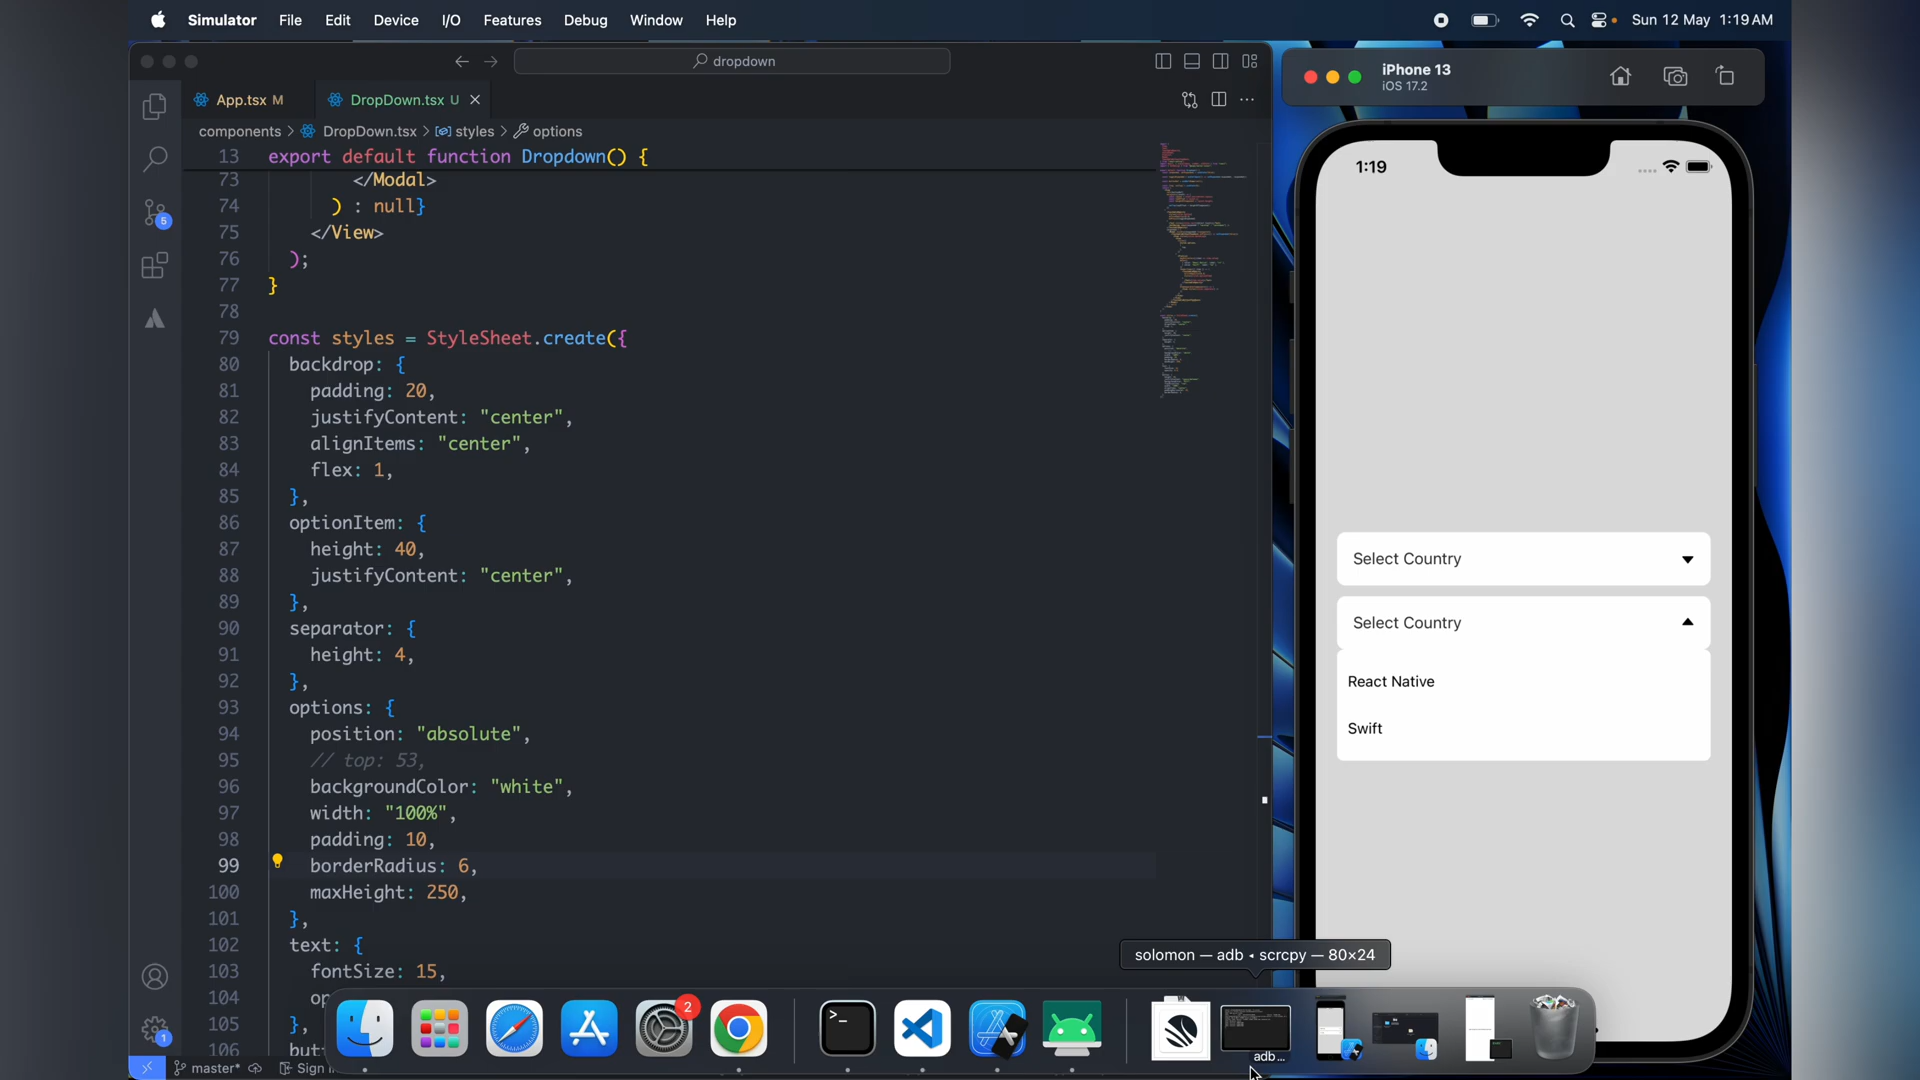 Simulator File Edit Device I/O Features Debug Window Help
Sun 12 May 1:19 AM
dropdown
iPhone 13
iOS 17.2
App.tsx M
DropDown.tsx U
components > DropDown.tsx > styles > options
13 export default function Dropdown() {
73 </Modal>
74 ) : null}
75 </View>
76 );
77 }
78
79 const styles = StyleSheet.create({
80 backdrop: {
81 padding: 20,
82 justifyContent: "center",
83 alignItems: "center",
84 flex: 1,
85 },
86 optionItem: {
87 height: 40,
88 justifyContent: "center",
89 },
90 separator: {
91 height: 4,
92 },
93 options: {
94 position: "absolute",
95 // top: 53,
96 backgroundColor: "white",
97 width: "100%",
98 padding: 10,
99 borderRadius: 6,
100 maxHeight: 250,
101 },
102 text: {
103 fontSize: 15,
104 op
105 },
106 but
5
1
1:19
Select Country
Select Country
React Native
Swift
solomon — adb ◂ scrcpy — 80×24
2
>_
adb...
master*
Sign i